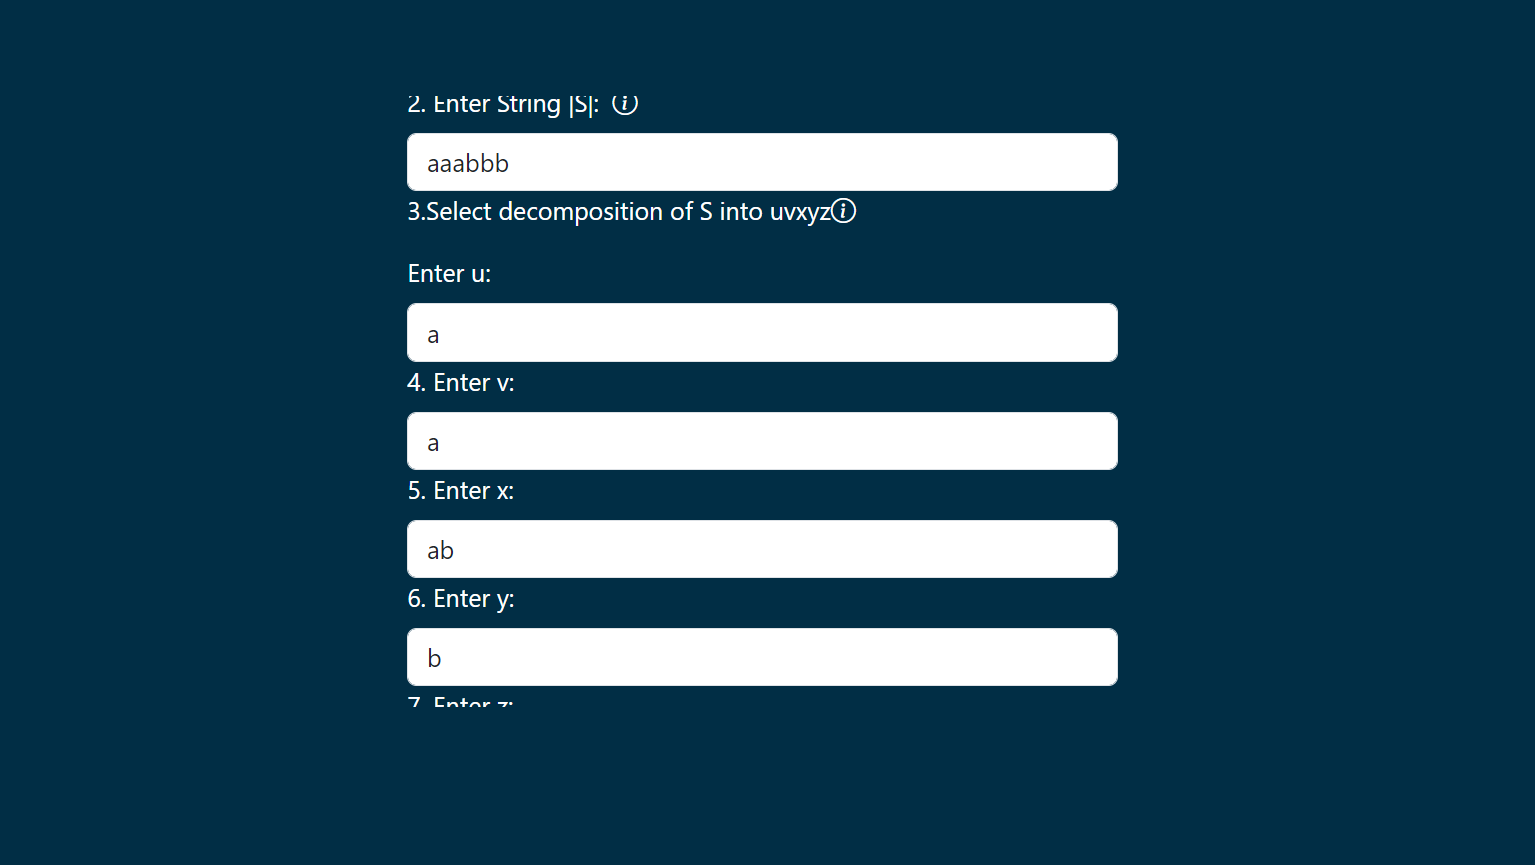 2. Enter String |S|:
aaabbb
3.Select decomposition of S into uvxyz
Enter u:
a
4. Enter v:
a
5. Enter x:
ab
6. Enter y:
b
7. Enter z: